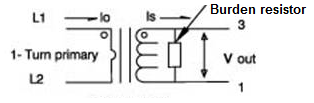 Burden resistor
L1 Io Is 3
1- Turn primary V out
L2 1